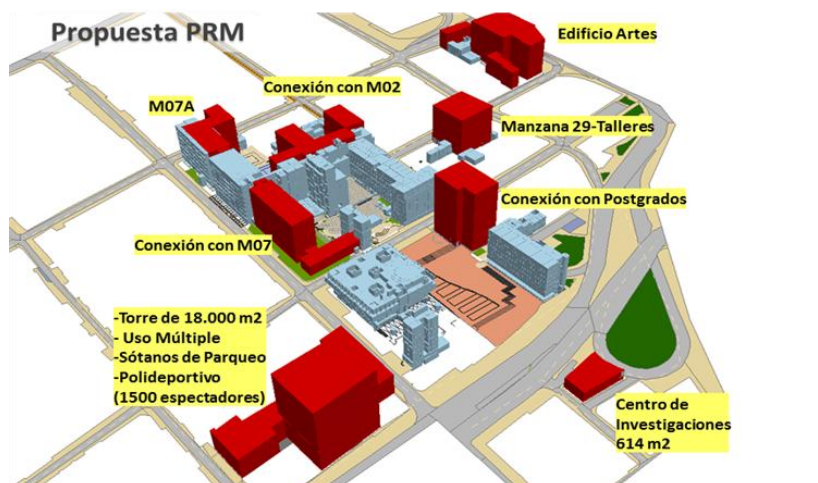 Propuesta PRM
Edificio Artes
Conexión con M02
M07A
Manzana 29-Talleres
Conexión con Postgrados
Conexión con M07
-Torre de 18.000 m2
- Uso Múltiple
-Sótanos de Parqueo
-Polideportivo
(1500 espectadores)
Centro de
Investigaciones
614 m2